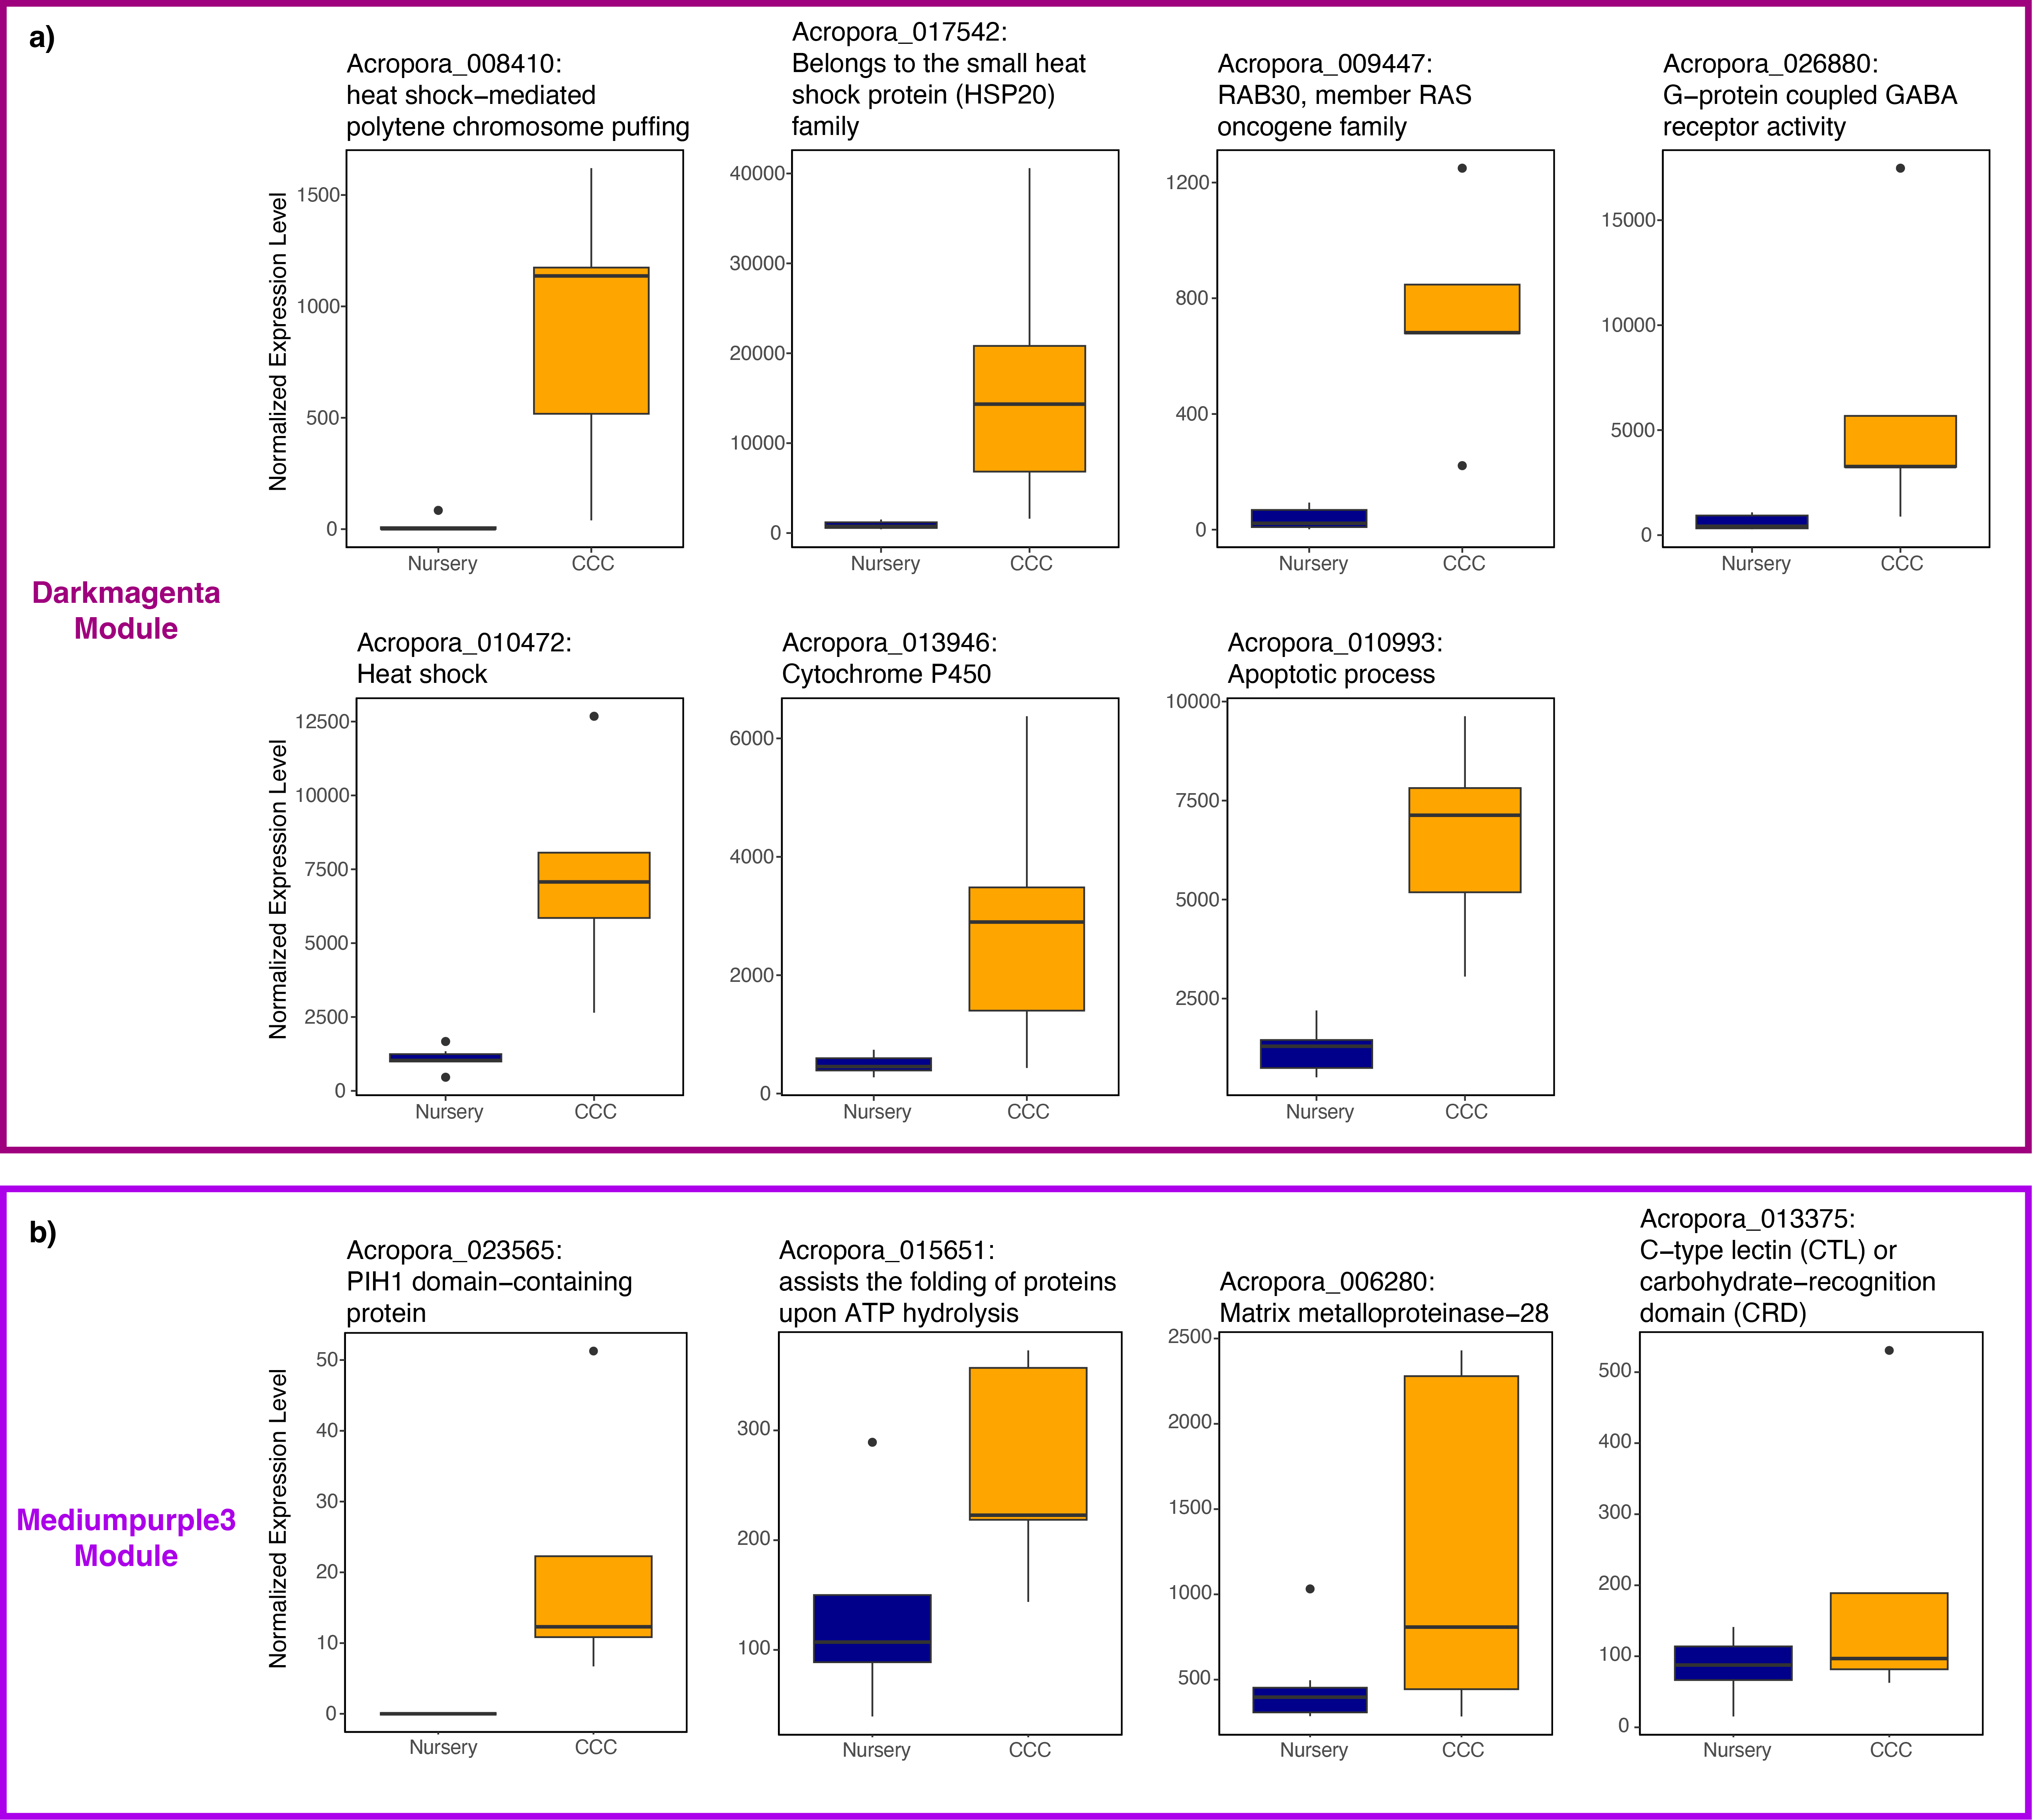 a)
Acropora_008410:
heat shock−mediated
polytene chromosome puffing
Normalized Expression Level
1500
1000
500
0
Nursery CCC
Acropora_017542:
Belongs to the small heat
shock protein (HSP20)
family
40000
30000
20000
10000
0
Nursery CCC
Acropora_009447:
RAB30, member RAS
oncogene family
1200
800
400
0
Nursery CCC
Acropora_026880:
G−protein coupled GABA
receptor activity
15000
10000
5000
0
Nursery CCC
Darkmagenta
Module
Acropora_010472:
Heat shock
Normalized Expression Level
12500
10000
7500
5000
2500
0
Nursery CCC
Acropora_013946:
Cytochrome P450
6000
4000
2000
0
Nursery CCC
Acropora_010993:
Apoptotic process
10000
7500
5000
2500
Nursery CCC
b)
Mediumpurple3
Module
Acropora_023565:
PIH1 domain−containing
protein
Normalized Expression Level
50
40
30
20
10
0
Nursery CCC
Acropora_015651:
assists the folding of proteins
upon ATP hydrolysis
300
200
100
Nursery CCC
Acropora_006280:
Matrix metalloproteinase−28
2500
2000
1500
1000
500
Nursery CCC
Acropora_013375:
C−type lectin (CTL) or
carbohydrate−recognition
domain (CRD)
500
400
300
200
100
0
Nursery CCC